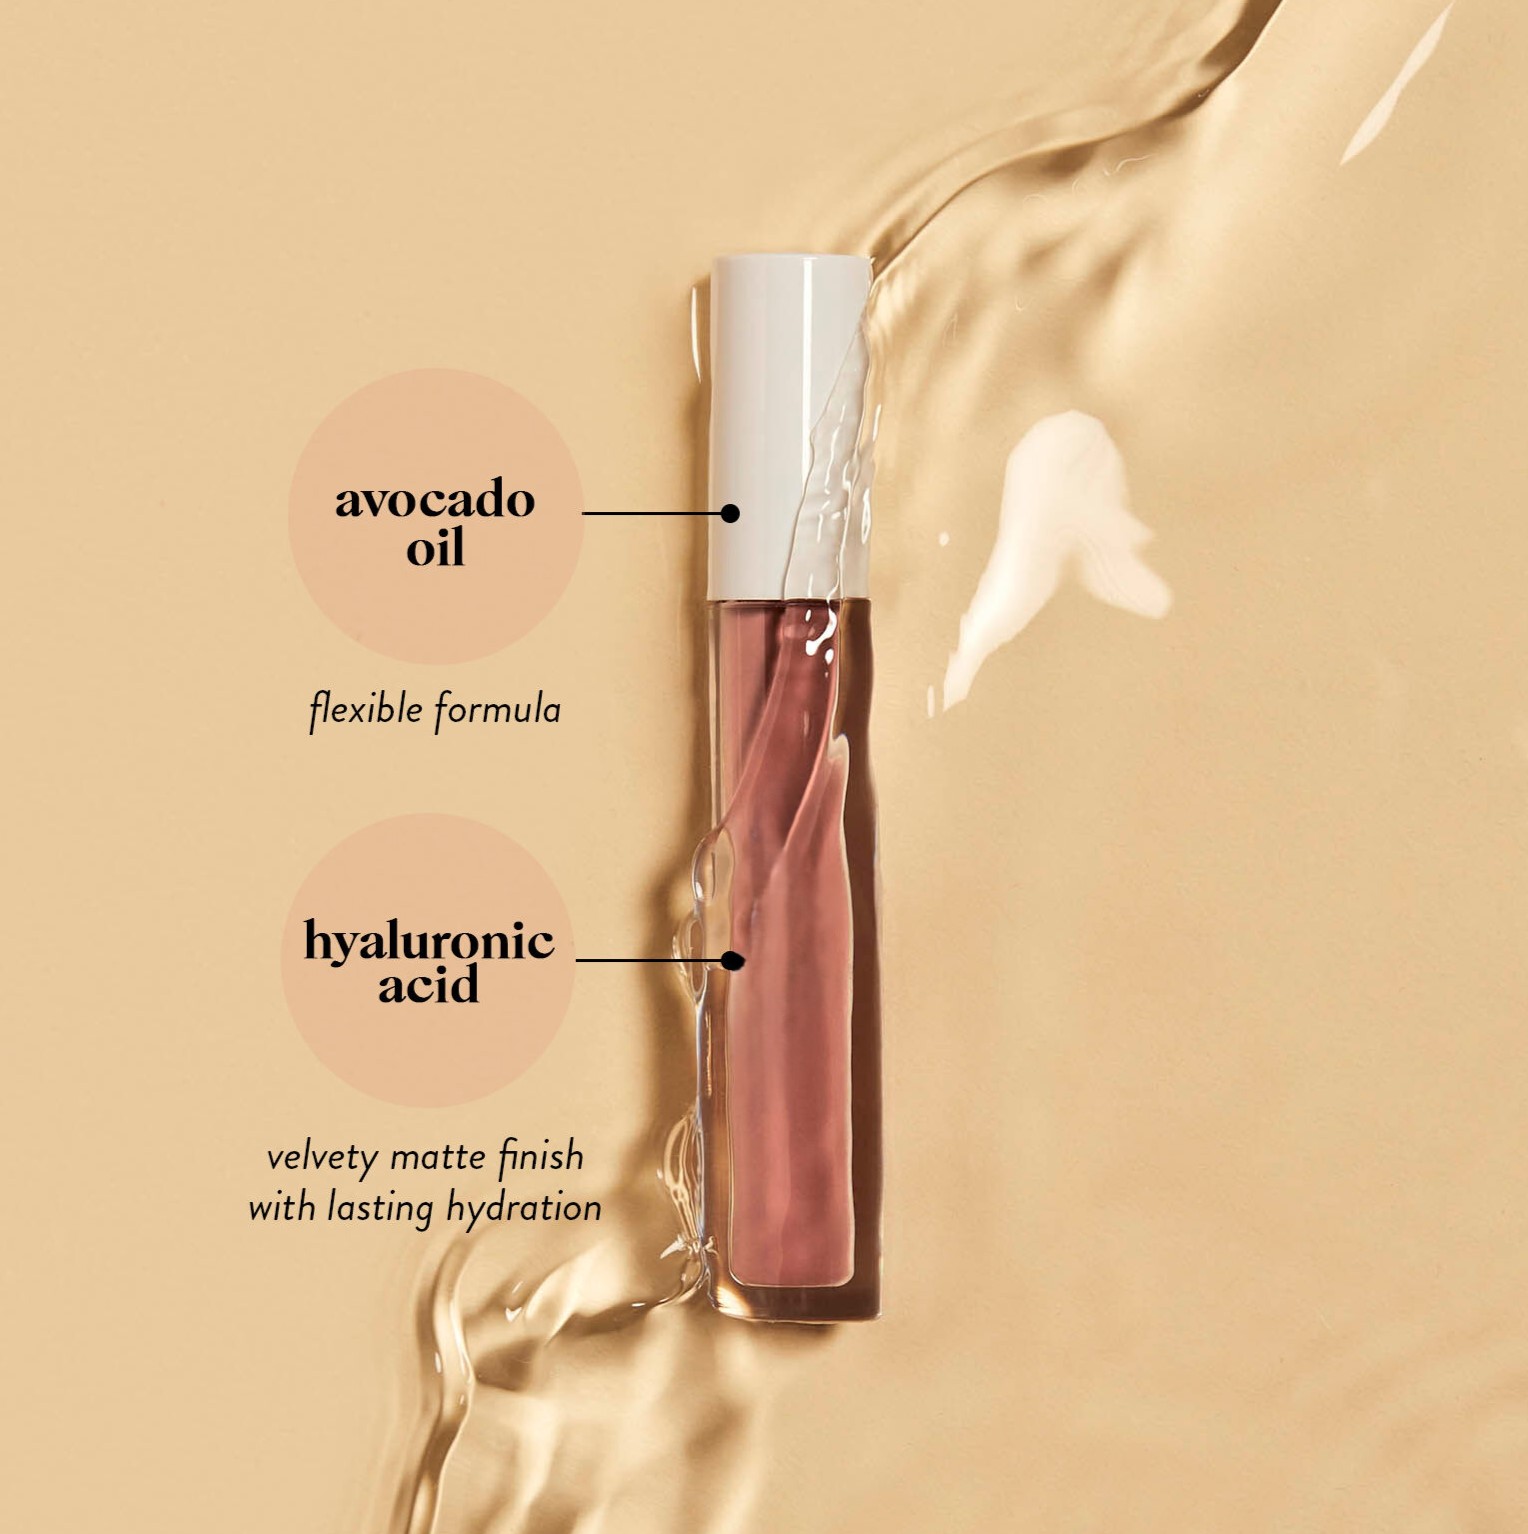 avocado
oil
flexible formula
hyaluronic
acid
velvety matte finish
with lasting hydration